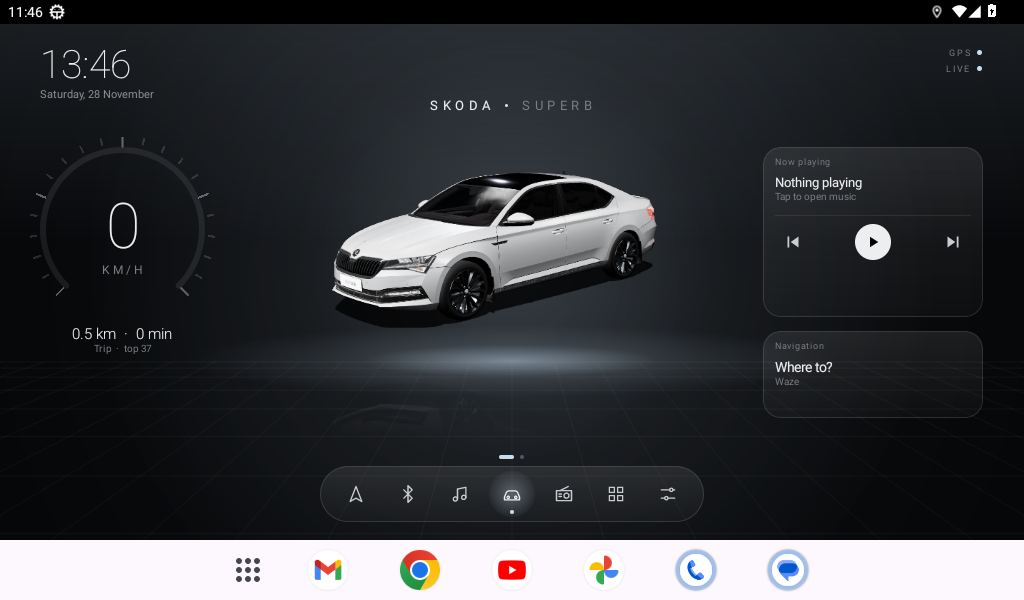 11:46
13:46
Saturday, 28 November
GPS
LIVE
SKODA • SUPERB
0
KM/H
0.5 km · 0 min
Trip · top 37
Now playing
Nothing playing
Tap to open music
Navigation
Where to?
Waze